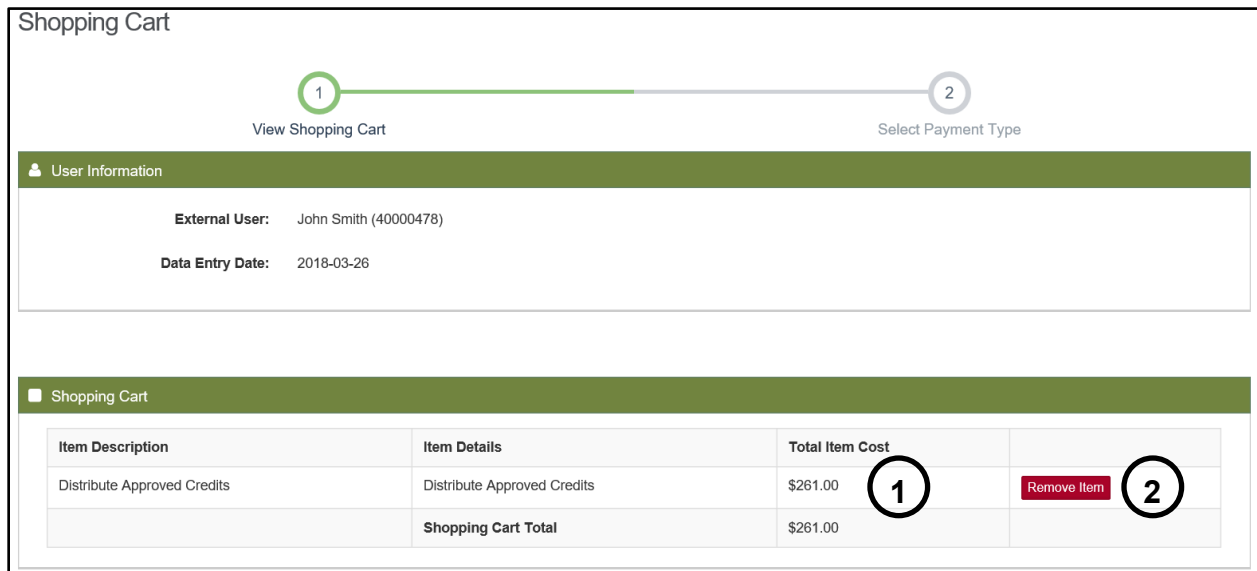 Shopping Cart
1
2
View Shopping Cart
Select Payment Type
User Information
External User: John Smith (40000478)
Data Entry Date: 2018-03-26
Shopping Cart
Item Description Item Details Total Item Cost
Distribute Approved Credits Distribute Approved Credits $261.00 1 Remove Item 2
Shopping Cart Total $261.00